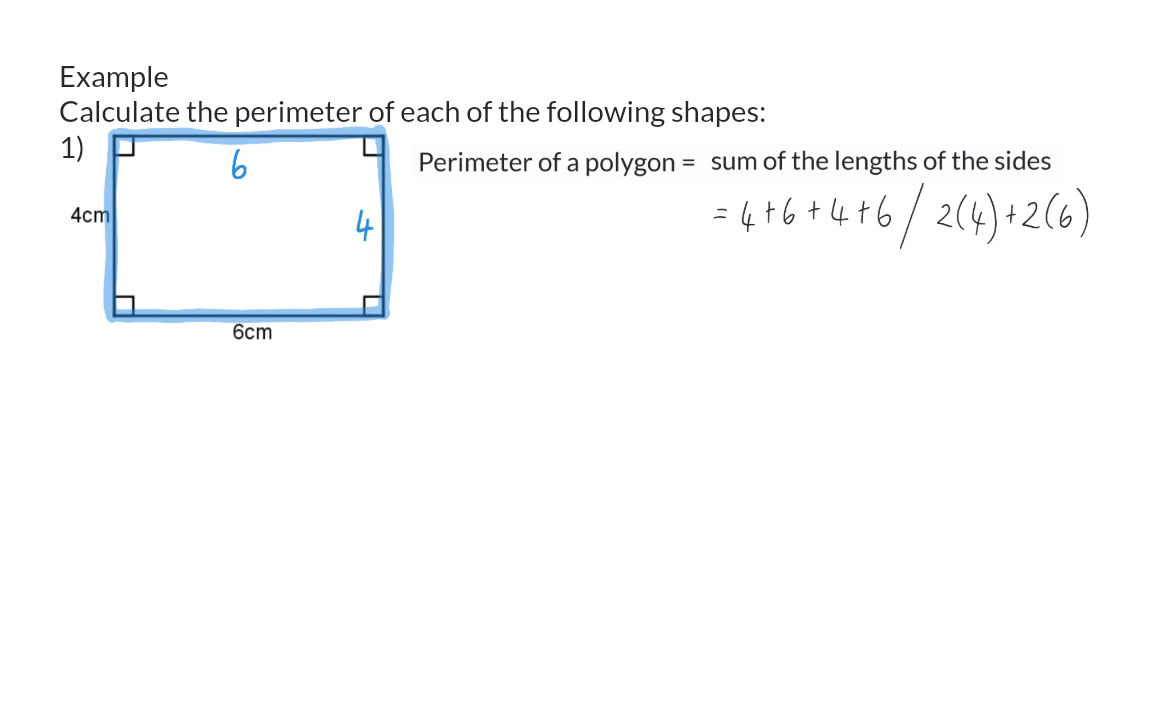 Example
Calculate the perimeter of each of the following shapes:
1)
6
Perimeter of a polygon = sum of the lengths of the sides
4cm
4
= 4 + 6 + 4 + 6 / 2(4) + 2(6)
6cm